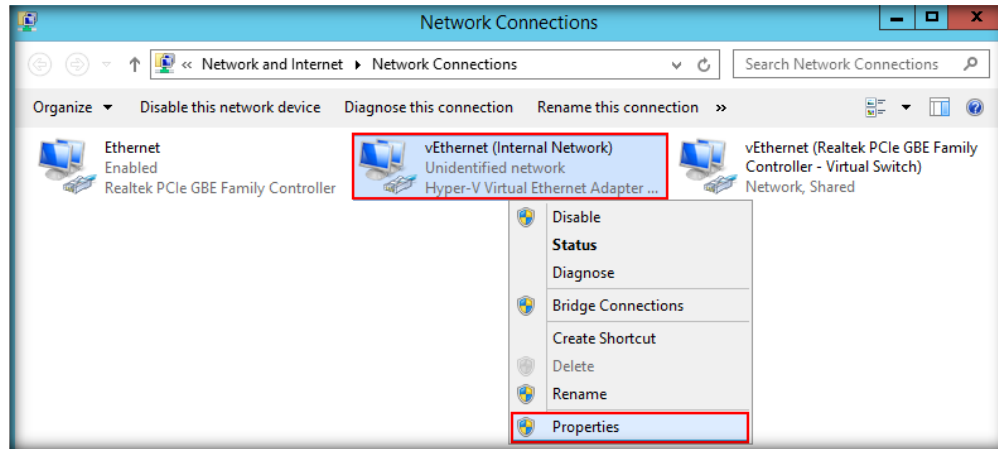 Network Connections
« Network and Internet ▸ Network Connections
Search Network Connections
Organize Disable this network device Diagnose this connection Rename this connection »
Ethernet
Enabled
Realtek PCIe GBE Family Controller
vEthernet (Internal Network)
Unidentified network
Hyper-V Virtual Ethernet Adapter ...
vEthernet (Realtek PCIe GBE Family
Controller - Virtual Switch)
Network, Shared
Disable
Status
Diagnose
Bridge Connections
Create Shortcut
Delete
Rename
Properties